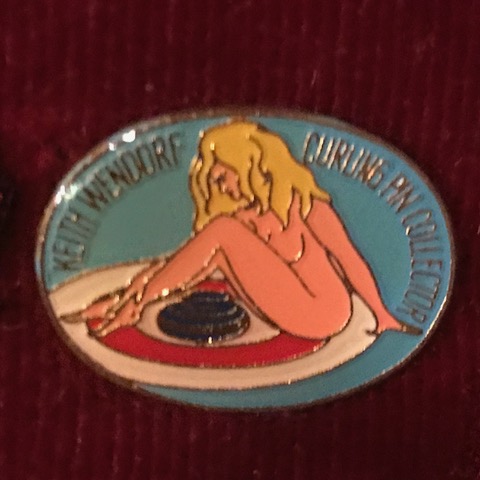 KEITH WENDORF
CURLING PIN COLLECTOR